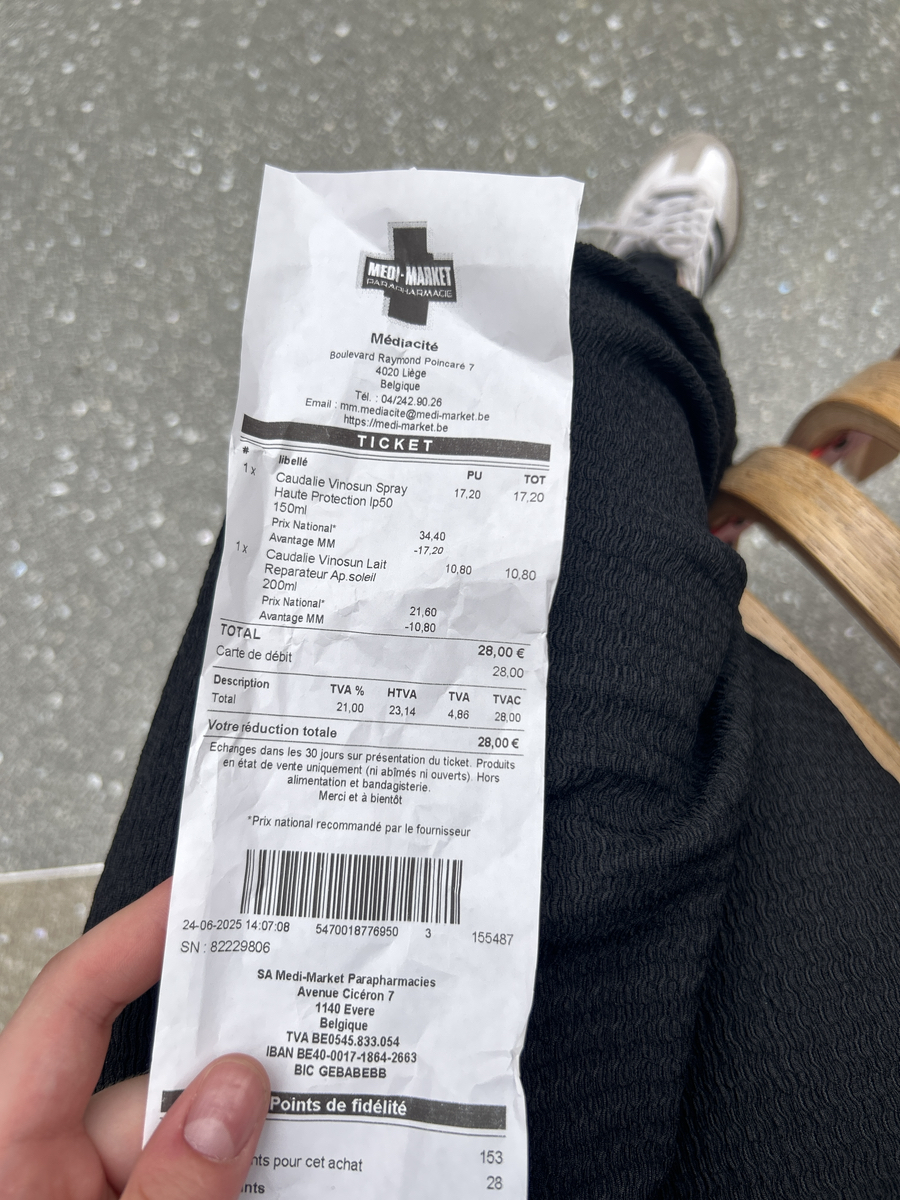 MEDI-MARKET
PARAPHARMACIE
Médiacité
Boulevard Raymond Poincaré 7
4020 Liège
Belgique
Tél. : 04/242.90.26
Email : mm.mediacite@medi-market.be
https://medi-market.be
TICKET
# libellé PU TOT
1 x Caudalie Vinosun Spray 17,20 17,20
Haute Protection Ip50
150ml
Prix National* 34,40
Avantage MM -17,20
1 x Caudalie Vinosun Lait 10,80 10,80
Reparateur Ap.soleil
200ml
Prix National* 21,60
Avantage MM -10,80
TOTAL 28,00 €
Carte de débit 28,00
Description TVA % HTVA TVA TVAC
Total 21,00 23,14 4,86 28,00
Votre réduction totale 28,00 €
Echanges dans les 30 jours sur présentation du ticket. Produits
en état de vente uniquement (ni abîmés ni ouverts). Hors
alimentation et bandagisterie.
Merci et à bientôt
*Prix national recommandé par le fournisseur
24-06-2025 14:07:08 5470018776950 3 155487
SN : 82229806
SA Medi-Market Parapharmacies
Avenue Cicéron 7
1140 Evere
Belgique
TVA BE0545.833.054
IBAN BE40-0017-1864-2663
BIC GEBABEBB
Points de fidélité
pour cet achat 153
28